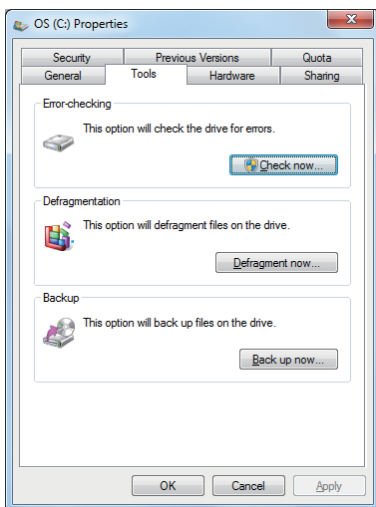 OS (C:) Properties
Security Previous Versions Quota
General Tools Hardware Sharing
Error-checking
This option will check the drive for errors.
Check now...
Defragmentation
This option will defragment files on the drive.
Defragment now...
Backup
This option will back up files on the drive.
Back up now...
OK Cancel Apply